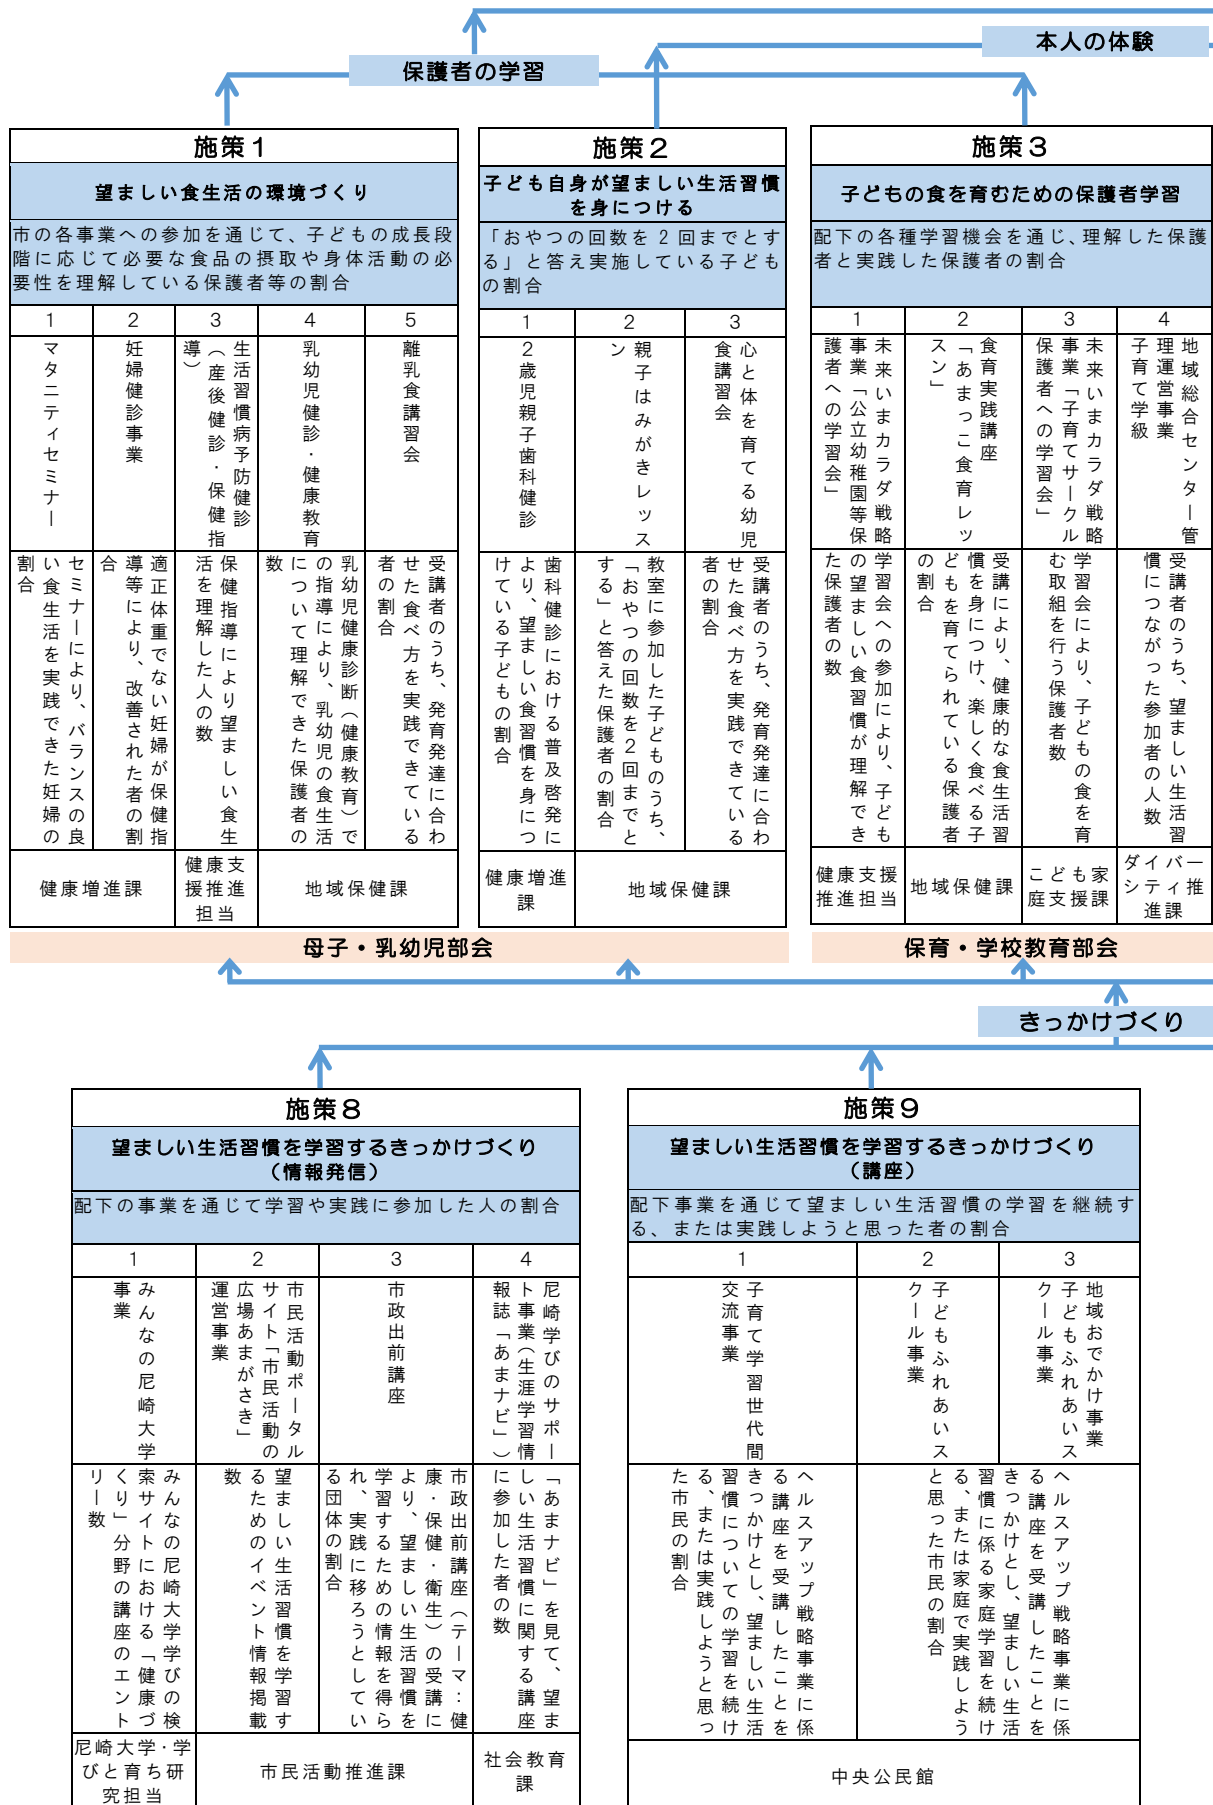 本人の体験
保護者の学習
施策１
望ましい食生活の環境づくり
市の各事業への参加を通じて、子どもの成長段
階に応じて必要な食品の摂取や身体活動の必
要性を理解している保護者等の割合
1
2
3
4
5
マタニティセミナー
妊婦健診事業
生活習慣病予防健診
（産後健診・保健指
導）
乳幼児健診・健康教育
離乳食講習会
セミナーにより、バランスの良
い食生活を実践できた妊婦の
割合
適正体重でない妊婦が保健指
導等により、改善された者の割
合
保健指導により望ましい食生
活を理解した人の数
乳幼児健康診断（健康教育）で
の指導により、乳幼児の食生活
について理解できた保護者の
数
受講者のうち、発育発達に合わ
せた食べ方を実践できている
者の割合
健康増進課
健康支
援推進
担当
地域保健課
施策２
子ども自身が望ましい生活習慣
を身につける
「おやつの回数を 2 回までとす
る」と答え実施している子ども
の割合
1
2
3
２歳児親子歯科健診
親子はみがきレッス
ン
心と体を育てる幼児
食講習会
歯科健診における普及啓発に
より、望ましい食習慣を身につ
けている子どもの割合
教室に参加した子どものうち、
「おやつの回数を２回までと
する」と答えた保護者の割合
受講者のうち、発育発達に合わ
せた食べ方を実践できている
者の割合
健康増進
課
地域保健課
施策３
子どもの食を育むための保護者学習
配下の各種学習機会を通じ、理解した保護
者と実践した保護者の割合
1
2
3
4
未来いまカラダ戦略
事業「公立幼稚園等保
護者への学習会」
食育実践講座
「あまっこ食育レッ
スン」
未来いまカラダ戦略
事業「子育てサークル
保護者への学習会」
地域総合センター管
理運営事業
子育て学級
学習会への参加により、子ども
の望ましい食習慣が理解でき
た保護者の数
受講により、健康的な食生活習
慣を身につけ、楽しく食べる子
どもを育てられている保護者
の割合
学習会により、子どもの食を育
む取組を行う保護者数
受講者のうち、望ましい生活習
慣につながった参加者の人数
健康支援
推進担当
地域保健課
こども家
庭支援課
ダイバー
シティ推
進課
母子・乳幼児部会
保育・学校教育部会
きっかけづくり
施策８
望ましい生活習慣を学習するきっかけづくり
（情報発信）
配下の事業を通じて学習や実践に参加した人の割合
1
2
3
4
みんなの尼崎大学
事業
市民活動ポータル
サイト「市民活動の
広場あまがさき」
運営事業
市政出前講座
尼崎学びのサポー
ト事業（生涯学習情
報誌「あまナビ」）
みんなの尼崎大学学びの検
索サイトにおける「健康づ
くり」分野の講座のエント
リー数
望ましい生活習慣を学習す
るためのイベント情報掲載
数
市政出前講座（テーマ：健
康・保健・衛生）の受講に
より、望ましい生活習慣を
学習するための情報を得ら
れ、実践に移ろうとしてい
る団体の割合
「あまナビ」を見て、望ま
しい生活習慣に関する講座
に参加した者の数
尼崎大学・学
びと育ち研
究担当
市民活動推進課
社会教育
課
施策９
望ましい生活習慣を学習するきっかけづくり
（講座）
配下事業を通じて望ましい生活習慣の学習を継続す
る、または実践しようと思った者の割合
1
2
3
子育て学習世代間
交流事業
子どもふれあいス
クール事業
地域おでかけ事業
子どもふれあいス
クール事業
ヘルスアップ戦略事業に係
る講座を受講したことを
きっかけとし、望ましい生活
習慣についての学習を続け
る、または実践しようと思っ
た市民の割合
ヘルスアップ戦略事業に係
る講座を受講したことを
きっかけとし、望ましい生活
習慣に係る家庭学習を続け
る、または家庭で実践しよう
と思った市民の割合
中央公民館